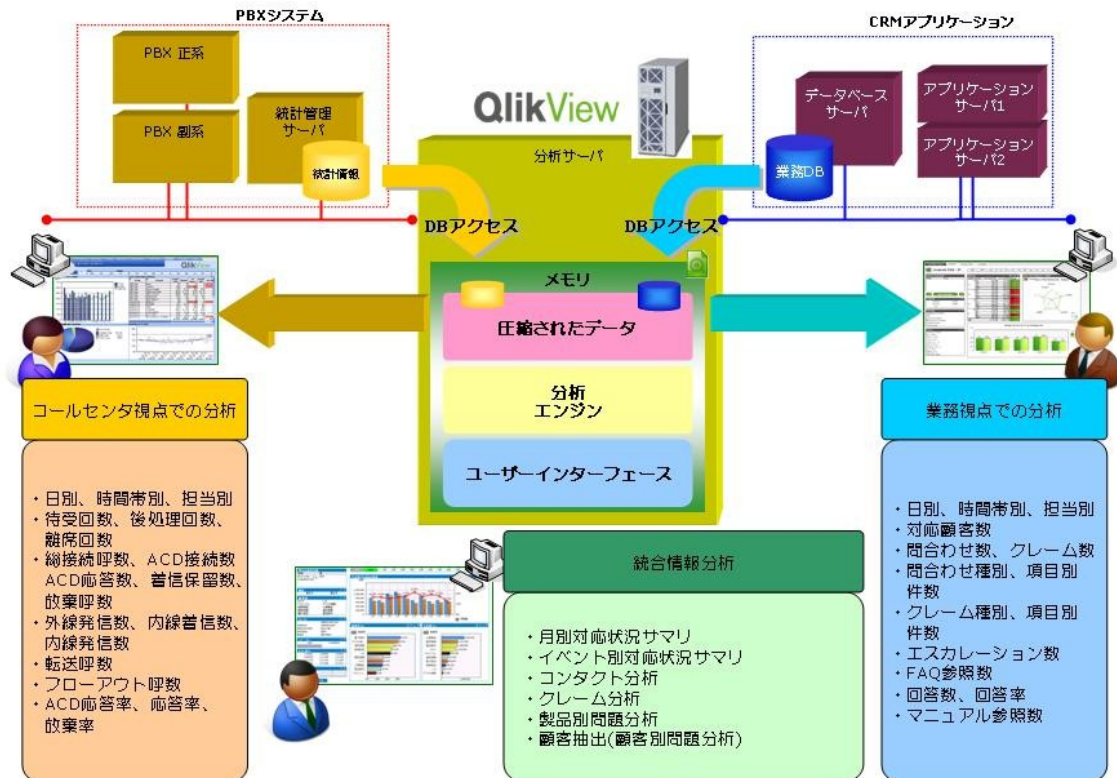 PBXシステム
CRMアプリケーション
PBX 正系
PBX 副系
統計管理
サーバ
統計情報
QlikView
分析サーバ
データベース
サーバ
業務DB
アプリケーション
サーバ1
アプリケーション
サーバ2
DBアクセス
DBアクセス
メモリ
圧縮されたデータ
分析
エンジン
ユーザーインターフェース
QlikView
コールセンタ視点での分析
・日別、時間帯別、担当別
・待受回数、後処理回数、
離席回数
・総接続呼数、ACD接続数
ACD応答数、着信保留数、
放棄呼数
・外線発信数、内線着信数、
内線発信数
・転送呼数
・フローアウト呼数
・ACD応答率、応答率、
放棄率
統合情報分析
・月別対応状況サマリ
・イベント別対応状況サマリ
・コンタクト分析
・クレーム分析
・製品別問題分析
・顧客抽出(顧客別問題分析)
業務視点での分析
・日別、時間帯別、担当別
・対応顧客数
・問合わせ数、クレーム数
・問合わせ種別、項目別
件数
・クレーム種別、項目別
件数
・エスカレーション数
・FAQ参照数
・回答数、回答率
・マニュアル参照数